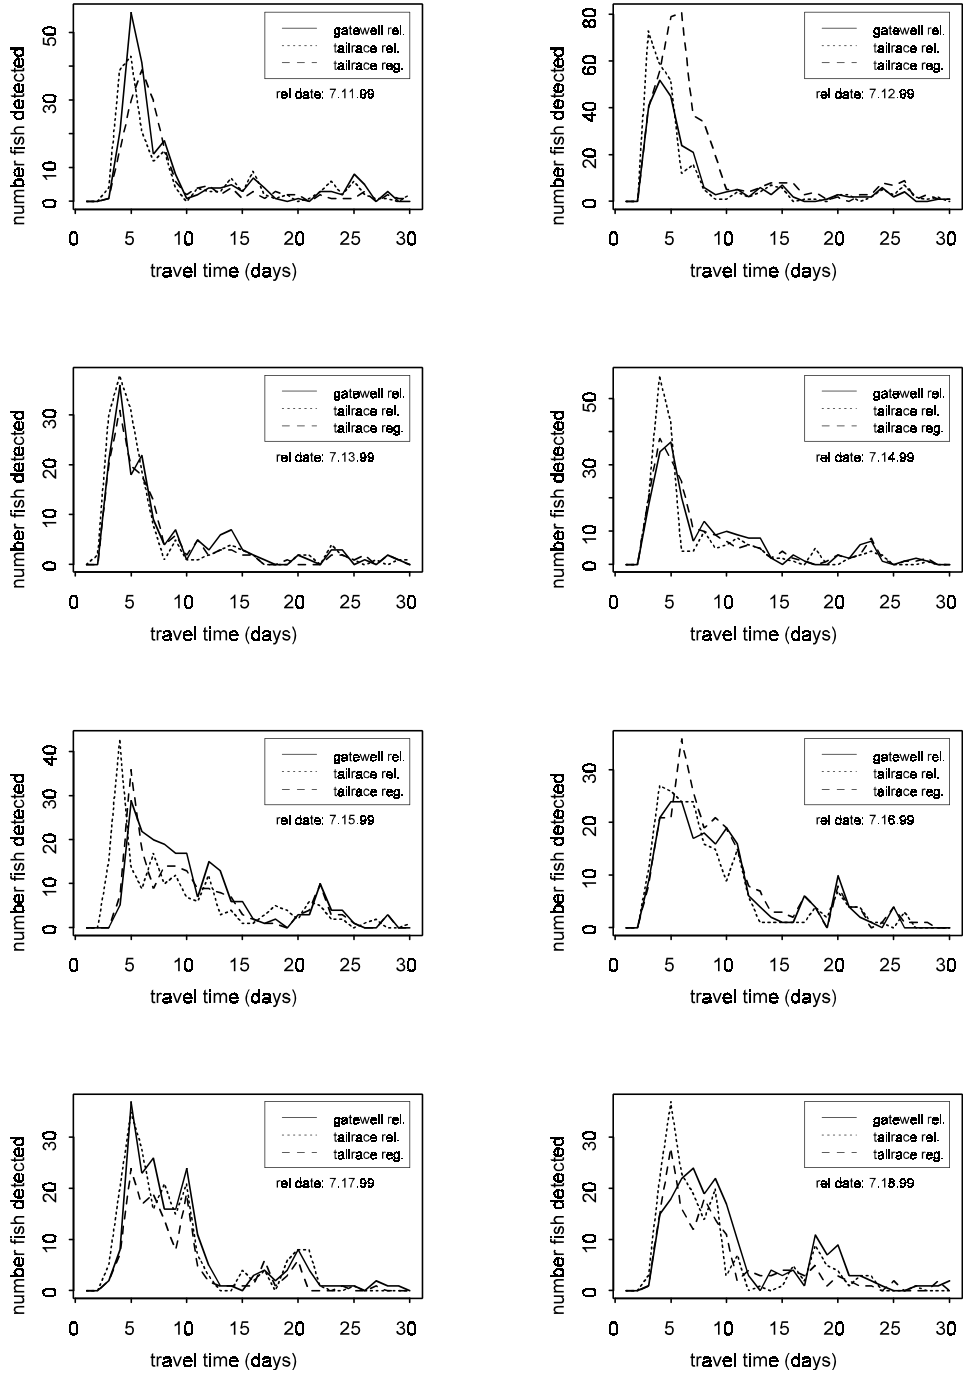 number fish detected
50
30
10
0
gatewell rel.
tailrace rel.
tailrace reg.
rel date: 7.11.99
0 5 10 15 20 25 30
travel time (days)
number fish detected
80
60
40
20
0
gatewell rel.
tailrace rel.
tailrace reg.
rel date: 7.12.99
0 5 10 15 20 25 30
travel time (days)
number fish detected
30
20
10
0
gatewell rel.
tailrace rel.
tailrace reg.
rel date: 7.13.99
0 5 10 15 20 25 30
travel time (days)
number fish detected
50
30
10
0
gatewell rel.
tailrace rel.
tailrace reg.
rel date: 7.14.99
0 5 10 15 20 25 30
travel time (days)
number fish detected
40
30
20
10
0
gatewell rel.
tailrace rel.
tailrace reg.
rel date: 7.15.99
0 5 10 15 20 25 30
travel time (days)
number fish detected
30
20
10
0
gatewell rel.
tailrace rel.
tailrace reg.
rel date: 7.16.99
0 5 10 15 20 25 30
travel time (days)
number fish detected
30
20
10
0
gatewell rel.
tailrace rel.
tailrace reg.
rel date: 7.17.99
0 5 10 15 20 25 30
travel time (days)
number fish detected
30
20
10
0
gatewell rel.
tailrace rel.
tailrace reg.
rel date: 7.18.99
0 5 10 15 20 25 30
travel time (days)